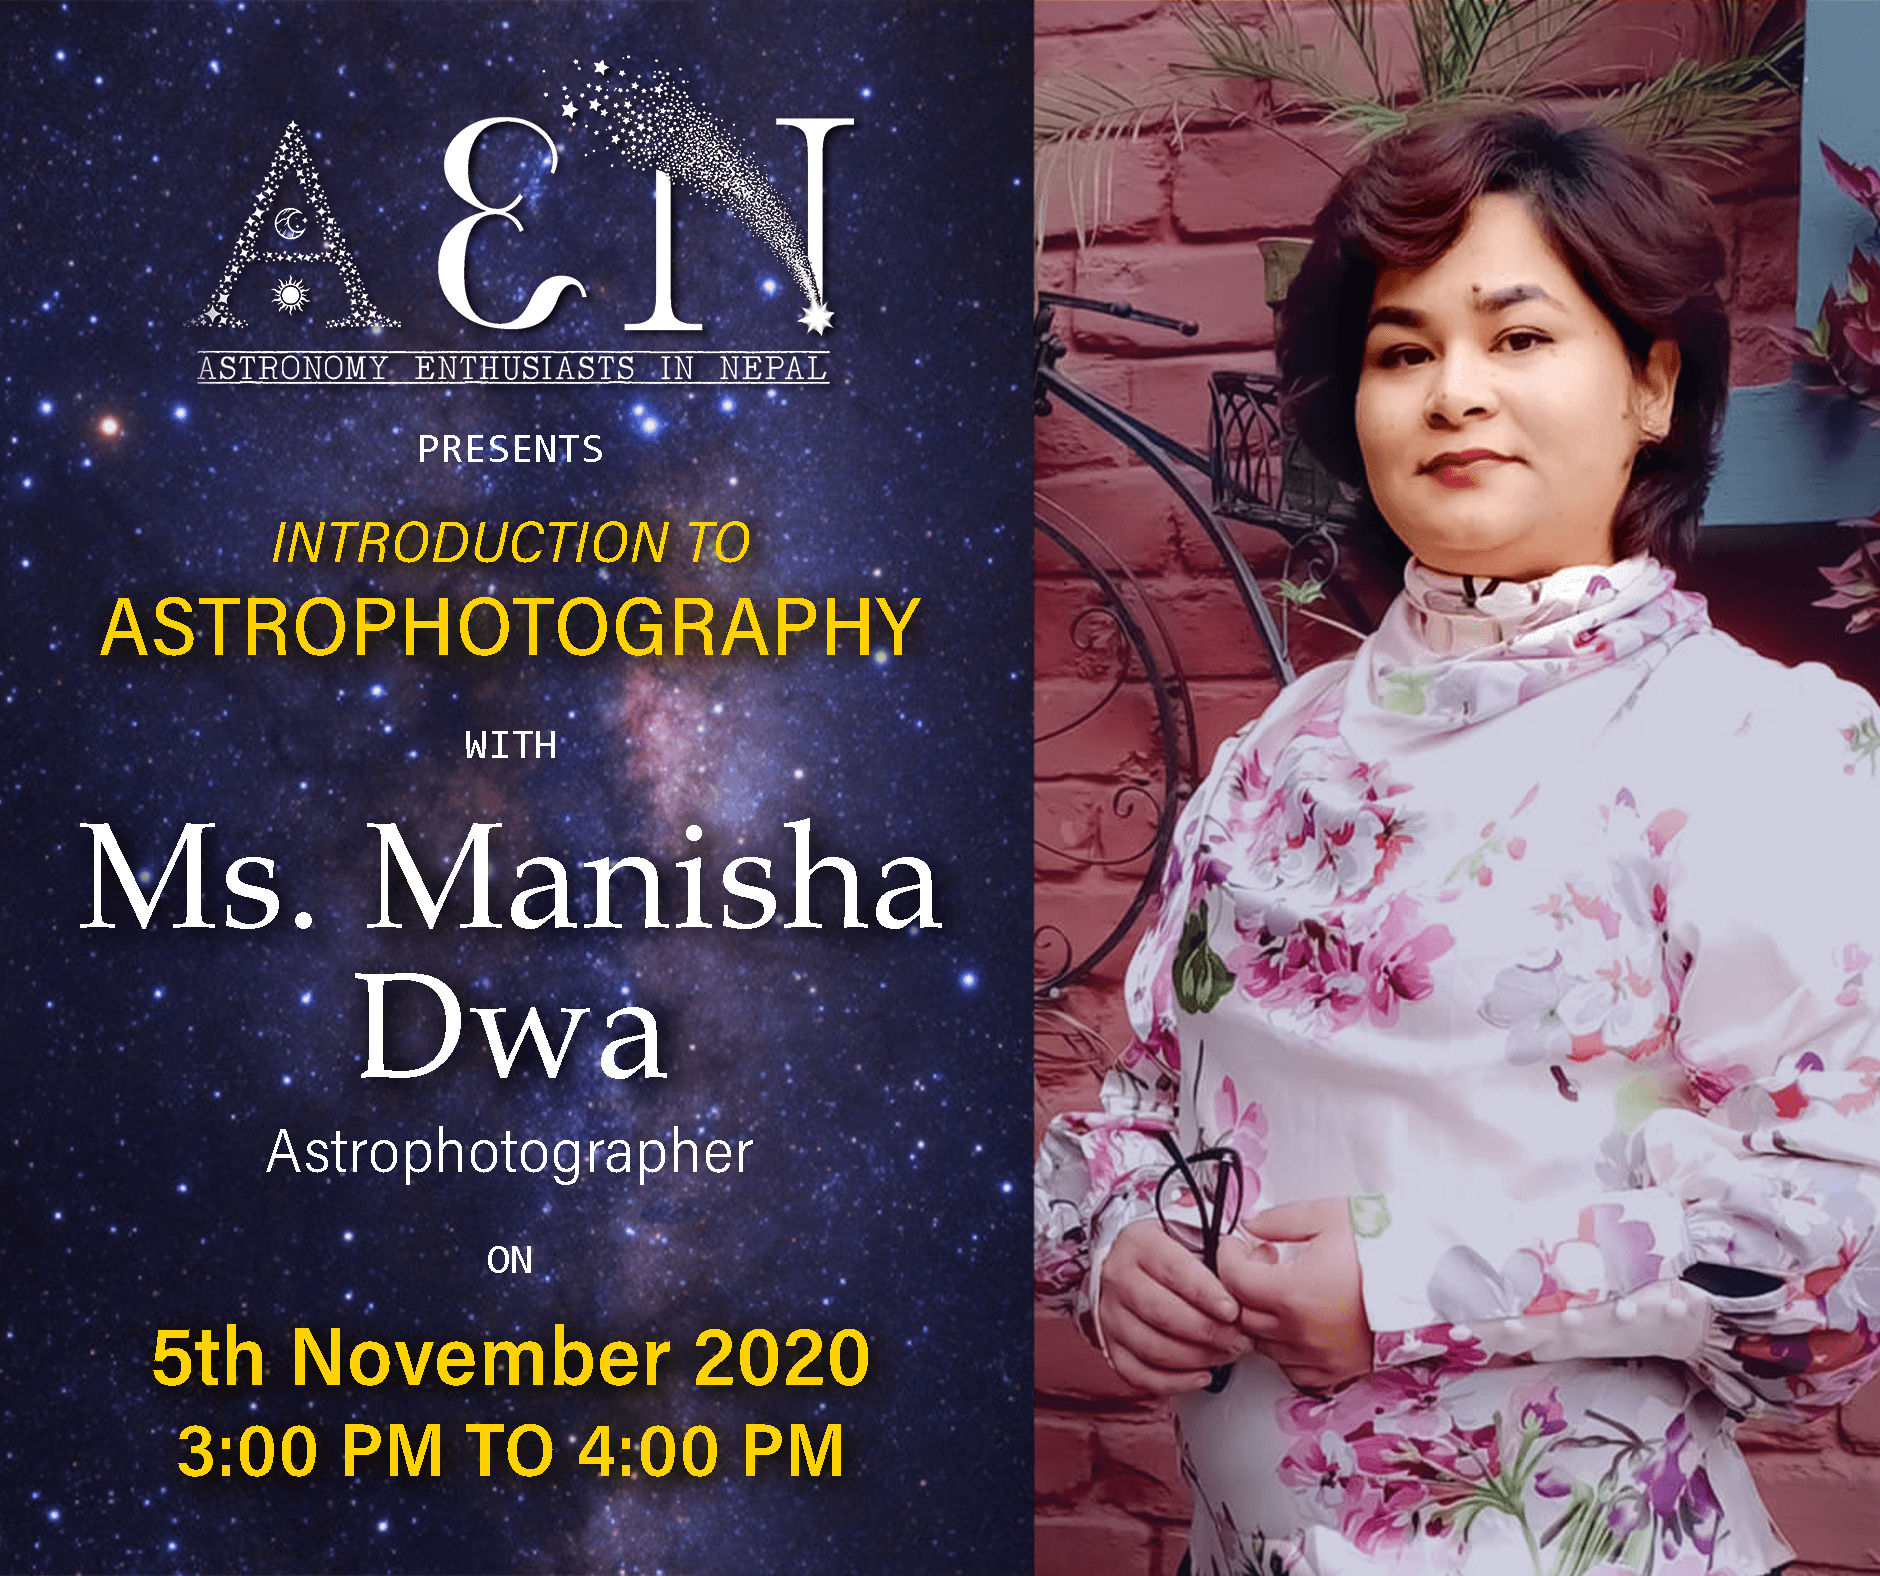 AEN
ASTRONOMY ENTHUSIASTS IN NEPAL
PRESENTS
INTRODUCTION TO
ASTROPHOTOGRAPHY
WITH
Ms. Manisha
Dwa
Astrophotographer
ON
5th November 2020
3:00 PM TO 4:00 PM